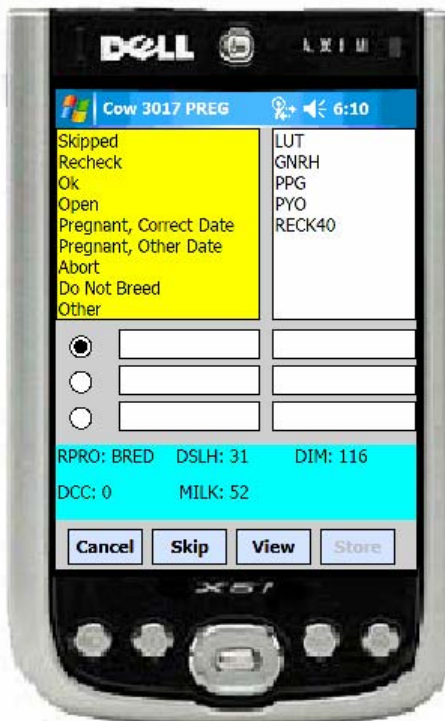 DELL AXIM
Cow 3017 PREG 6:10
Skipped
Recheck
Ok
Open
Pregnant, Correct Date
Pregnant, Other Date
Abort
Do Not Breed
Other
LUT
GNRH
PPG
PYO
RECK40
RPRO: BRED DSLH: 31 DIM: 116
DCC: 0 MILK: 52
Cancel Skip View Store
X51